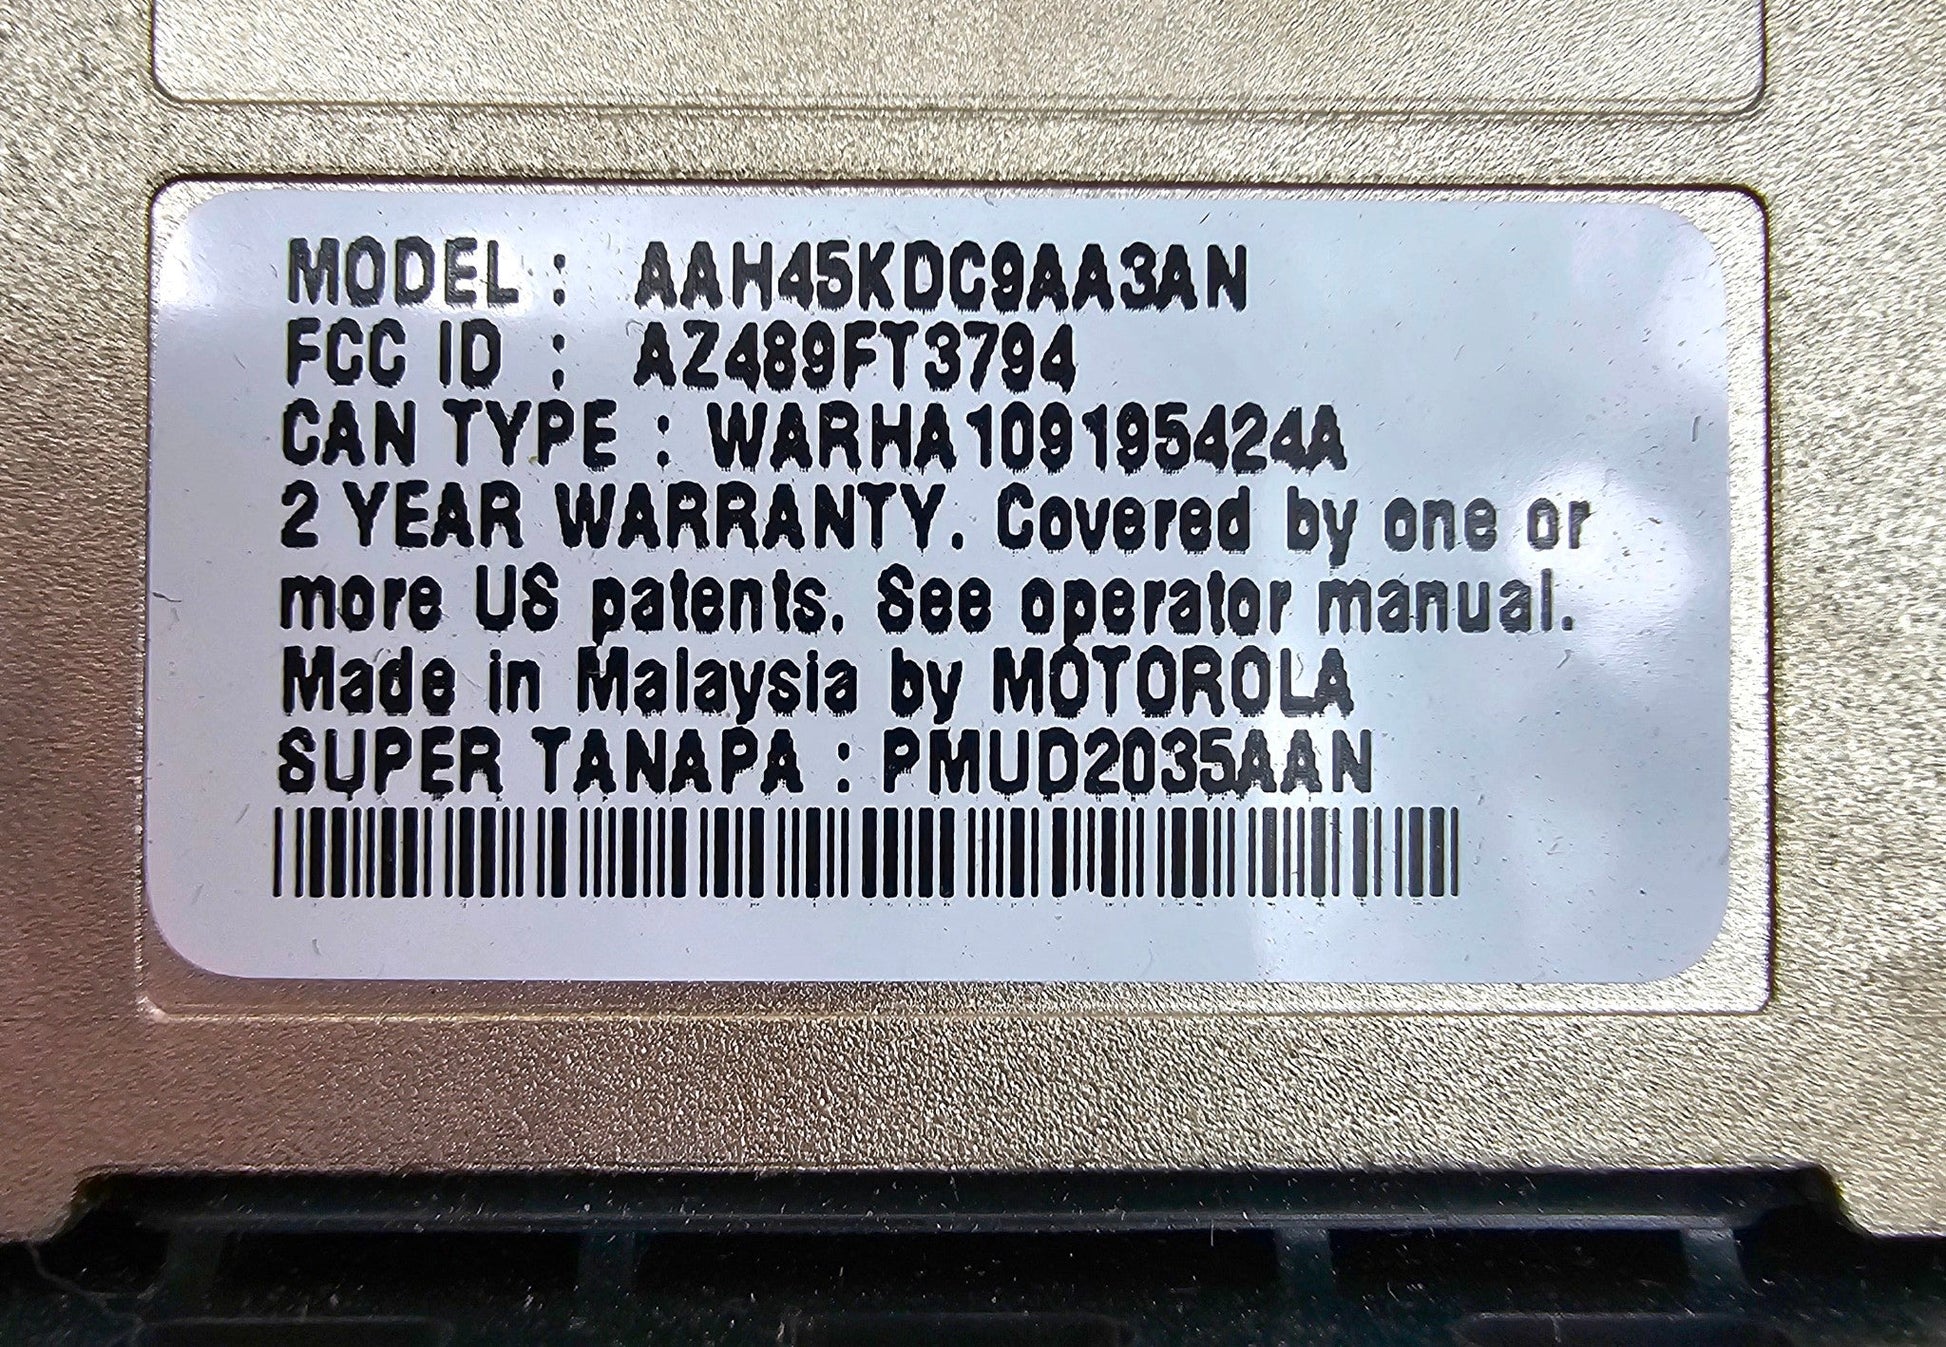 MODEL : AAH45KDC9AA3AN
FCC ID : AZ489FT3794
CAN TYPE : WARHA109195424A
2 YEAR WARRANTY. Covered by one or
more US patents. See operator manual.
Made in Malaysia by MOTOROLA
SUPER TANAPA : PMUD2035AAN